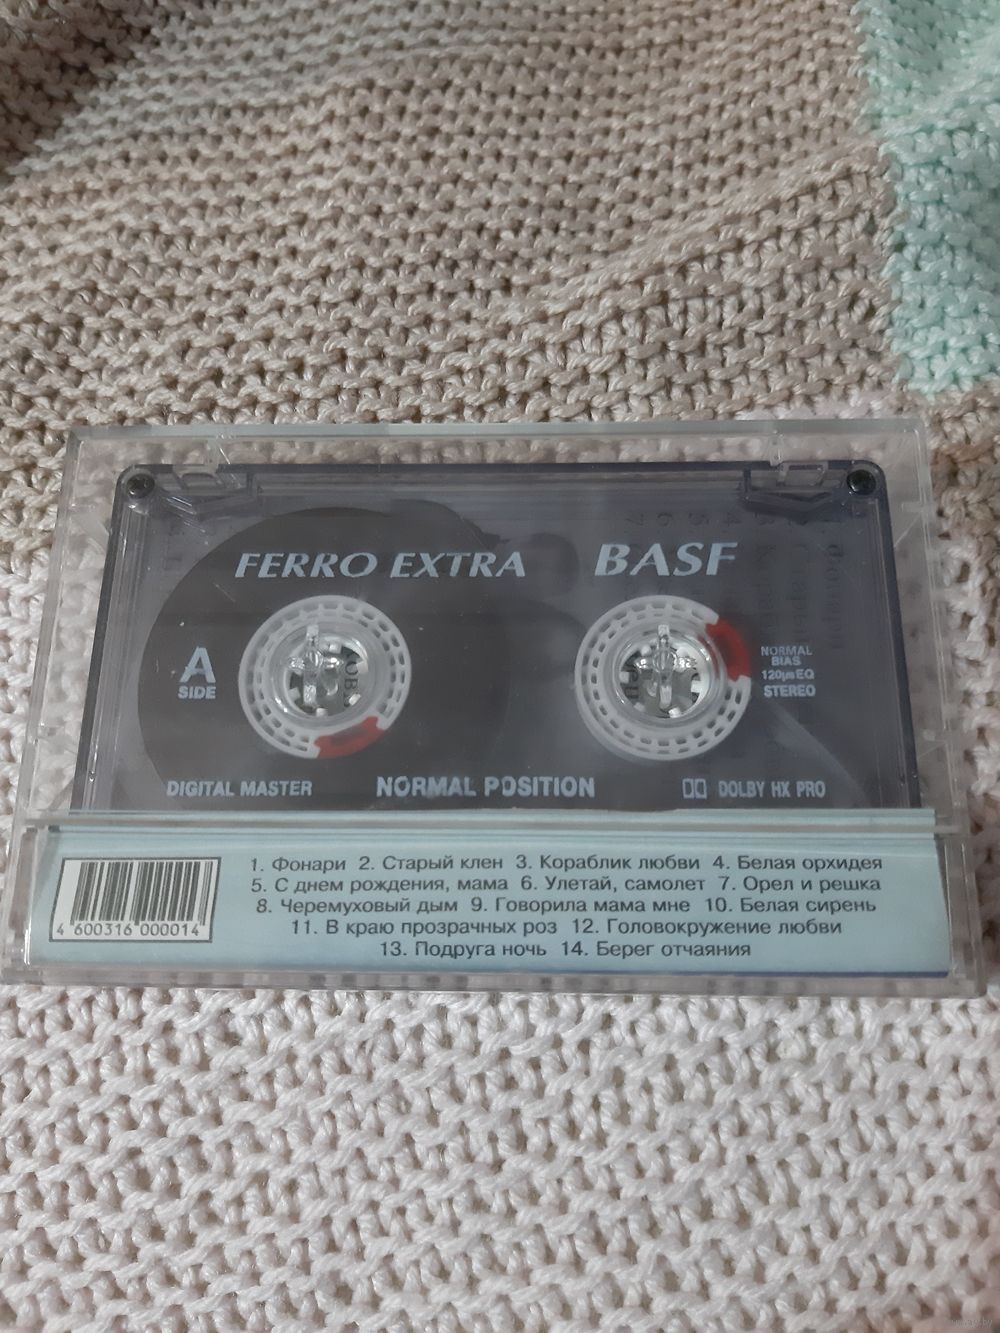 FERRO EXTRA BASF
A
SIDE
NORMAL
BIAS
120µs EQ
STEREO
DIGITAL MASTER NORMAL POSITION DOLBY HX PRO
1. Фонари 2. Старый клен 3. Кораблик любви 4. Белая орхидея
5. С днем рождения, мама 6. Улетай, самолет 7. Орел и решка
8. Черемуховый дым 9. Говорила мама мне 10. Белая сирень
11. В краю прозрачных роз 12. Головокружение любви
13. Подруга ночь 14. Берег отчаяния
4 600316 000014